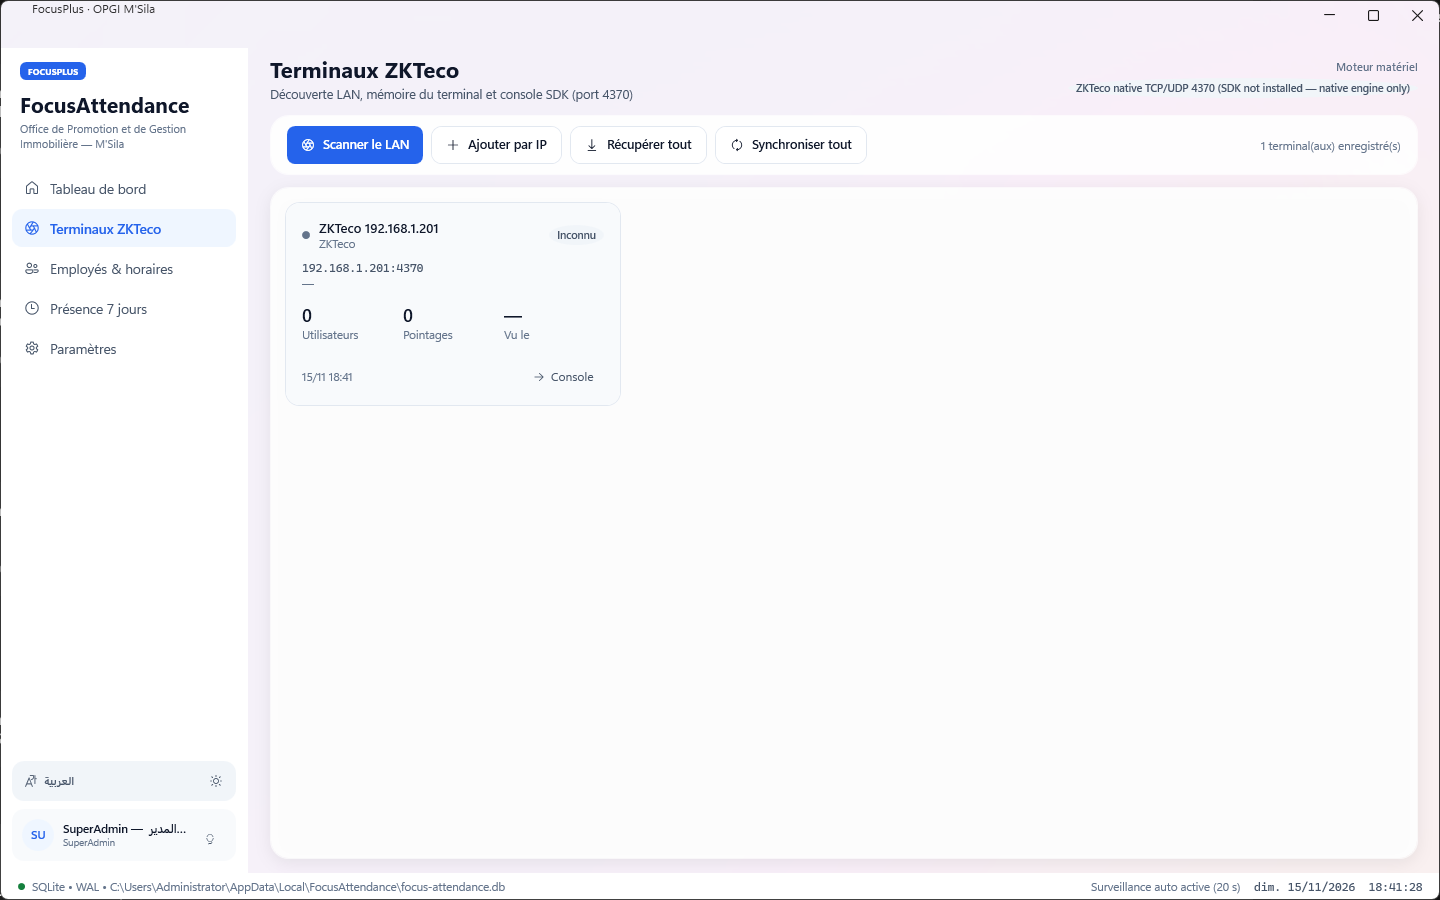 FocusPlus · OPGI M'Sila
FOCUSPLUS
FocusAttendance
Office de Promotion et de Gestion
Immobilière — M'Sila
Tableau de bord
Terminaux ZKTeco
Employés & horaires
Présence 7 jours
Paramètres
العربية
SU
SuperAdmin — المدير...
SuperAdmin
Terminaux ZKTeco
Découverte LAN, mémoire du terminal et console SDK (port 4370)
Moteur matériel
ZKTeco native TCP/UDP 4370 (SDK not installed — native engine only)
Scanner le LAN
Ajouter par IP
Récupérer tout
Synchroniser tout
1 terminal(aux) enregistré(s)
ZKTeco 192.168.1.201
ZKTeco
Inconnu
192.168.1.201:4370
—
0 0 —
Utilisateurs Pointages Vu le
15/11 18:41
Console
SQLite • WAL • C:\Users\Administrator\AppData\Local\FocusAttendance\focus-attendance.db
Surveillance auto active (20 s) dim. 15/11/2026 18:41:28